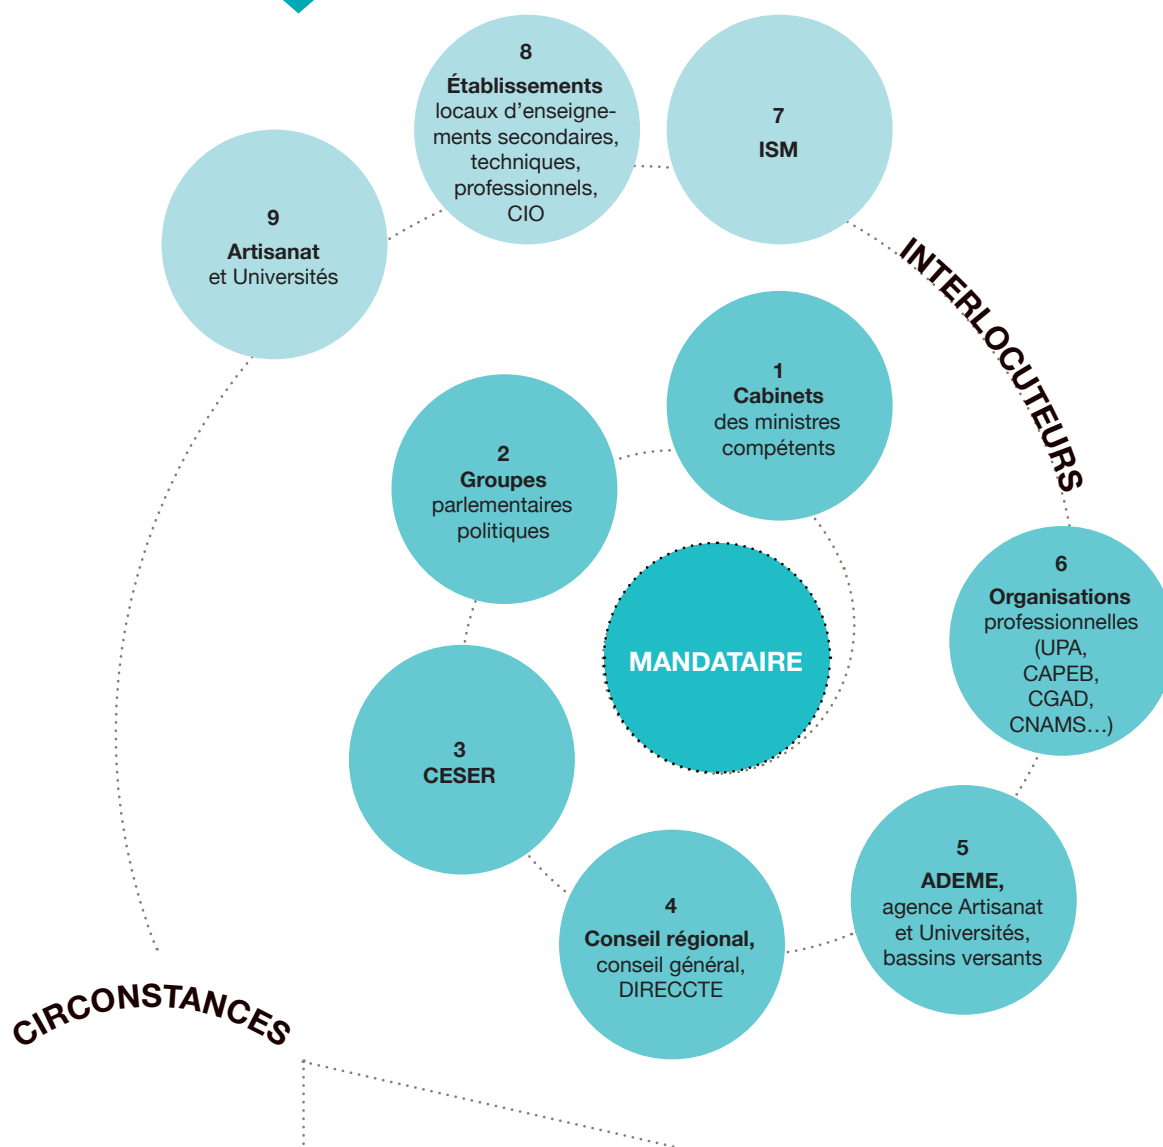 8
Établissements
locaux d'enseigne-
ments secondaires,
techniques,
professionnels,
CIO
7
ISM
9
Artisanat
et Universités
INTERLOCUTEURS
1
Cabinets
des ministres
compétents
2
Groupes
parlementaires
politiques
MANDATAIRE
6
Organisations
professionnelles
(UPA,
CAPEB,
CGAD,
CNAMS…)
3
CESER
5
ADEME,
agence Artisanat
et Universités,
bassins versants
4
Conseil régional,
conseil général,
DIRECCTE
CIRCONSTANCES